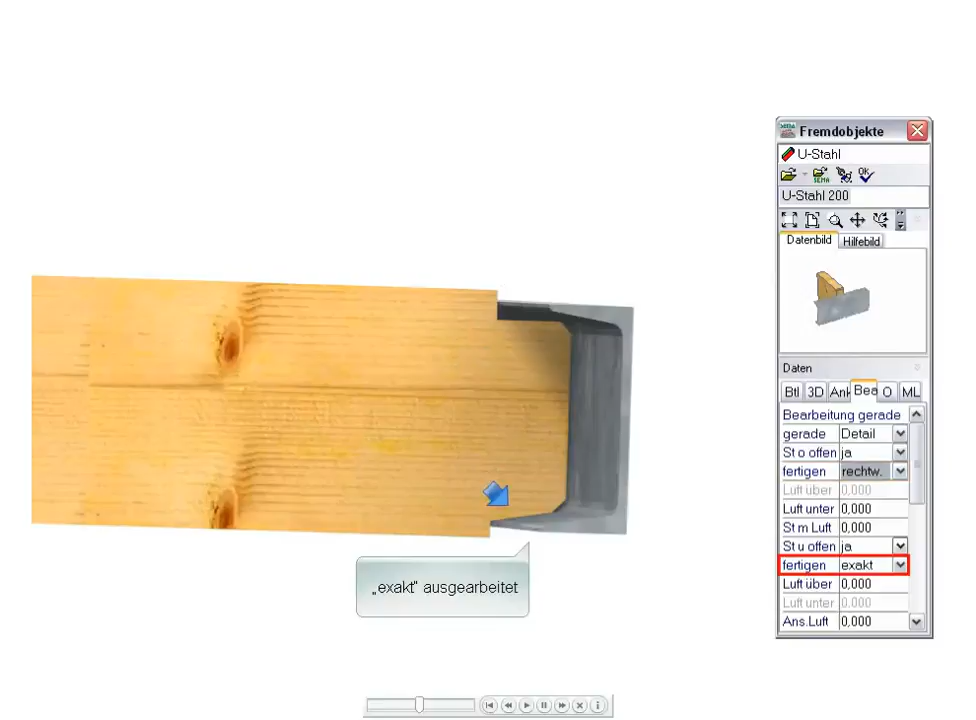 Fremdobjekte
U-Stahl
SEMA
OK
U-Stahl 200
Datenbild Hilfebild
Daten
Btl 3D Ank Bea O ML
Bearbeitung gerade
gerade Detail
St o offen ja
fertigen rechtw.
Luft über 0,000
Luft unter 0,000
St m Luft 0,000
St u offen ja
fertigen exakt
Luft über 0,000
Luft unter 0,000
Ans.Luft 0,000
„exakt" ausgearbeitet